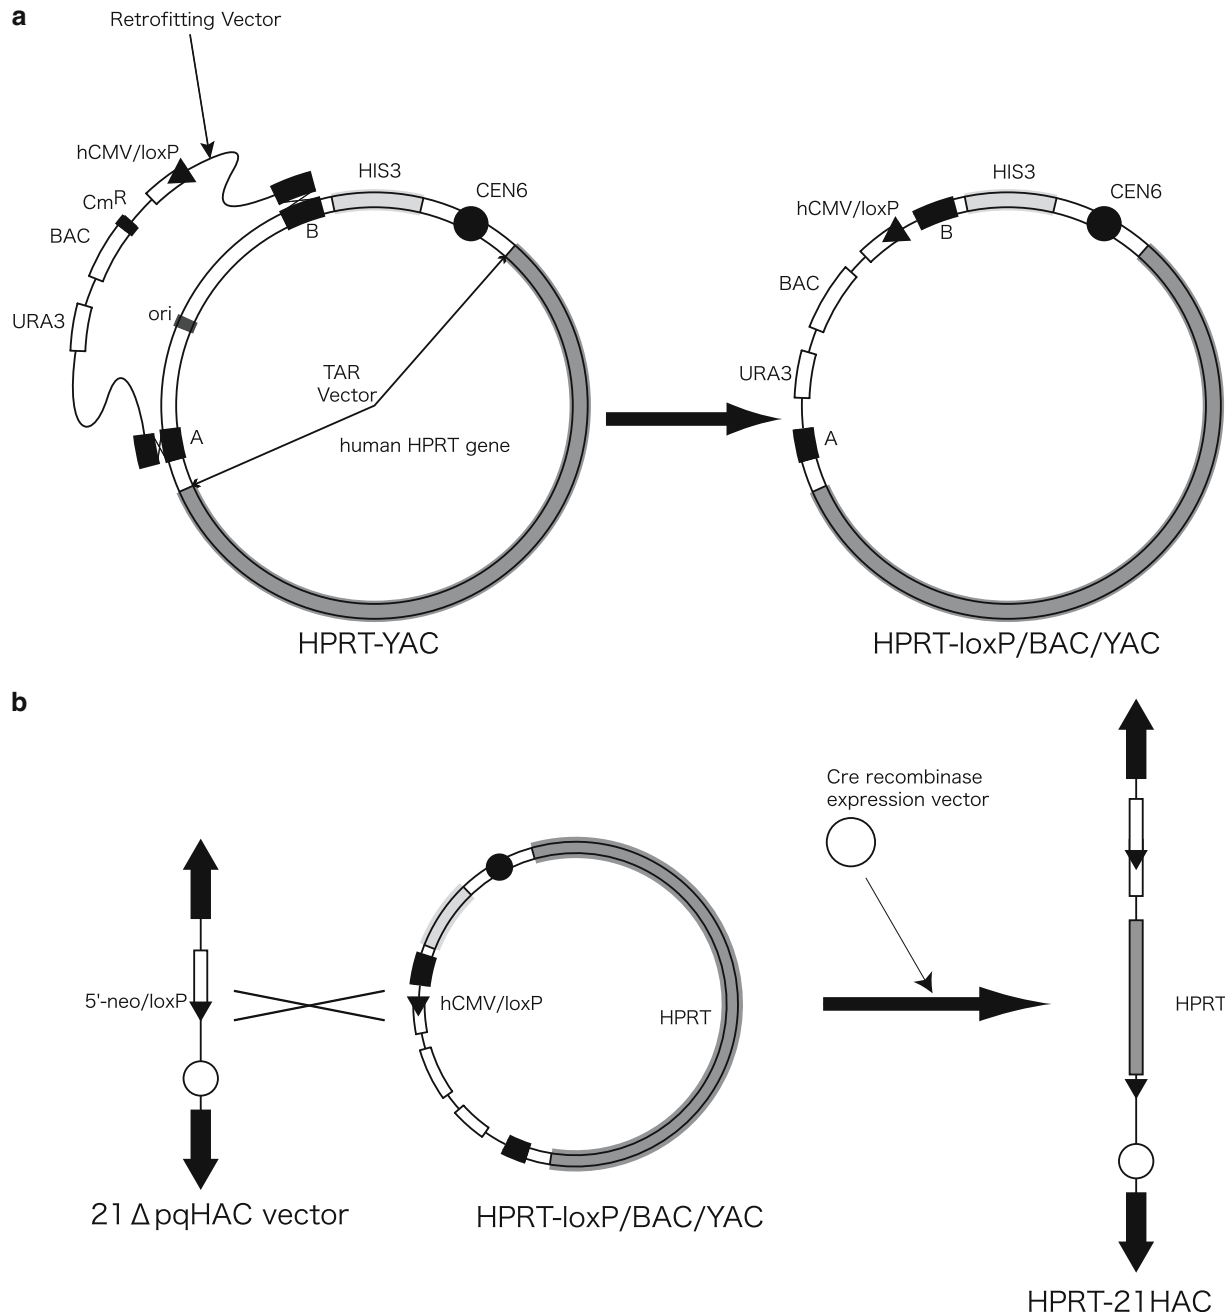 a
Retrofitting Vector
hCMV/loxP
CmR
BAC
URA3
ori
HIS3
CEN6
B
TAR
Vector
A
human HPRT gene
HPRT-YAC
hCMV/loxP
HIS3
CEN6
B
BAC
URA3
A
HPRT-loxP/BAC/YAC
b
Cre recombinase
expression vector
5'-neo/loxP
hCMV/loxP
HPRT
HPRT
21ΔpqHAC vector
HPRT-loxP/BAC/YAC
HPRT-21HAC